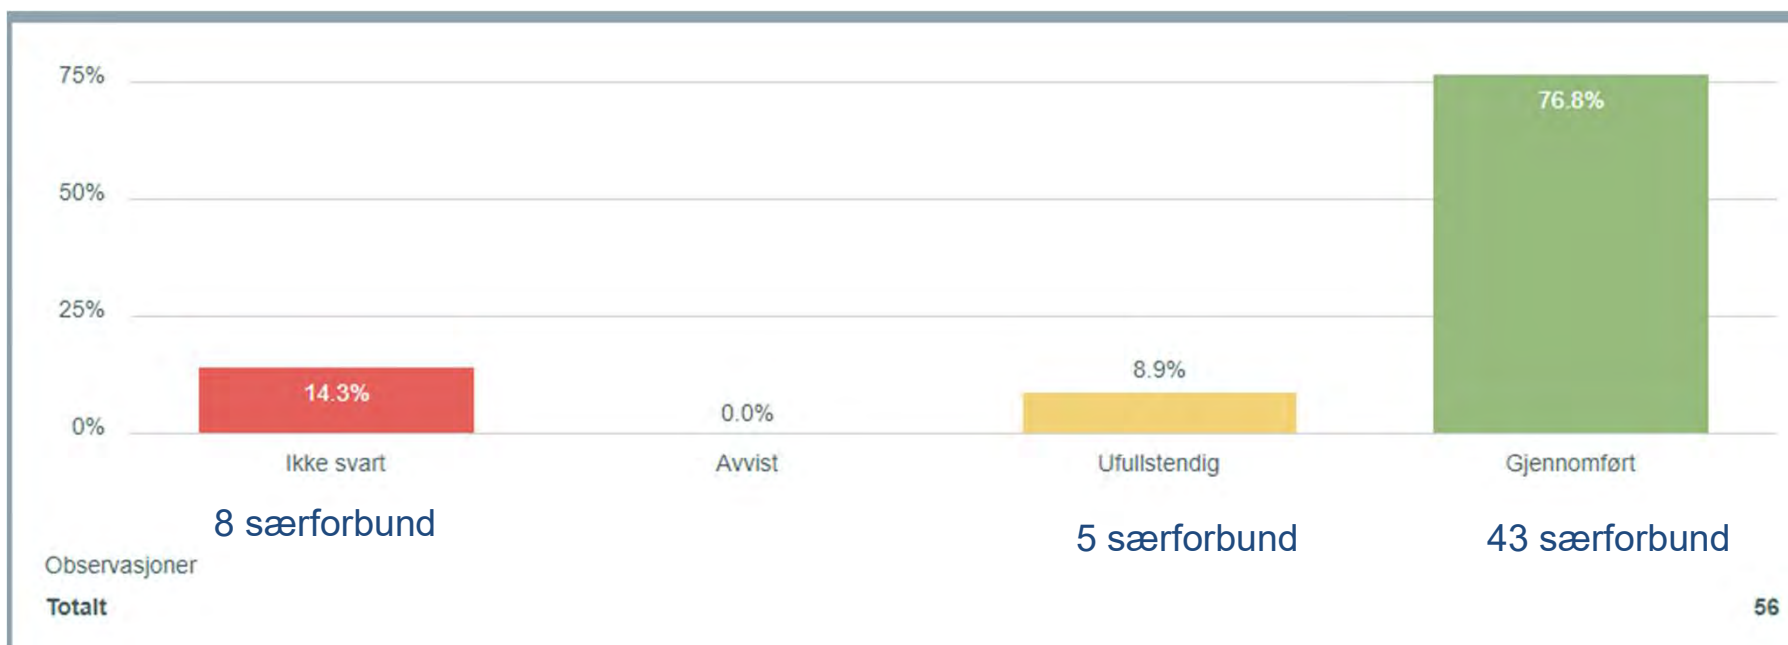 75%
76.8%
50%
25%
8.9%
14.3%
0.0%
0%
Ikke svart Avvist Ufullstendig Gjennomført
8 særforbund 5 særforbund 43 særforbund
Observasjoner
Totalt 56